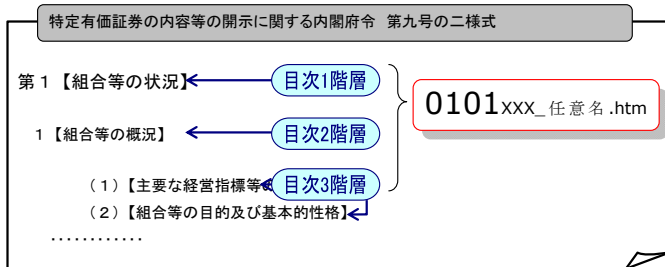 特定有価証券の内容等の開示に関する内閣府令 第九号の二様式
第1【組合等の状況】
目次1階層
0101XXX_任意名.htm
1【組合等の概況】
目次2階層
(1)【主要な経営指標等の
目次3階層
(2)【組合等の目的及び基本的性格】
…………